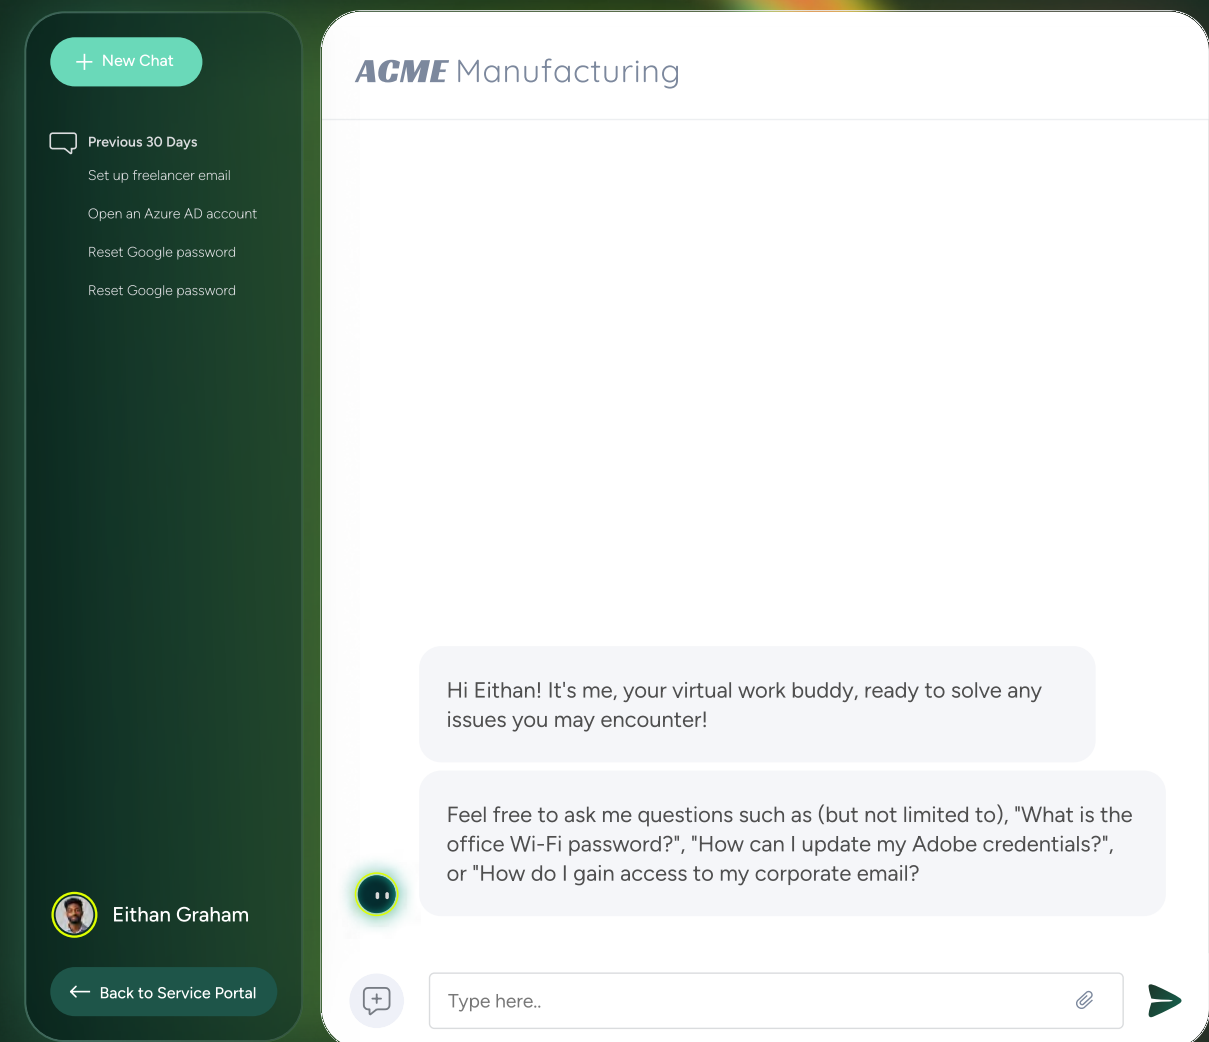 New Chat
Previous 30 Days
Set up freelancer email
Open an Azure AD account
Reset Google password
Reset Google password
Eithan Graham
Back to Service Portal
ACME Manufacturing
Hi Eithan! It's me, your virtual work buddy, ready to solve any
issues you may encounter!
Feel free to ask me questions such as (but not limited to), "What is the
office Wi-Fi password?", "How can I update my Adobe credentials?",
or "How do I gain access to my corporate email?
Type here..